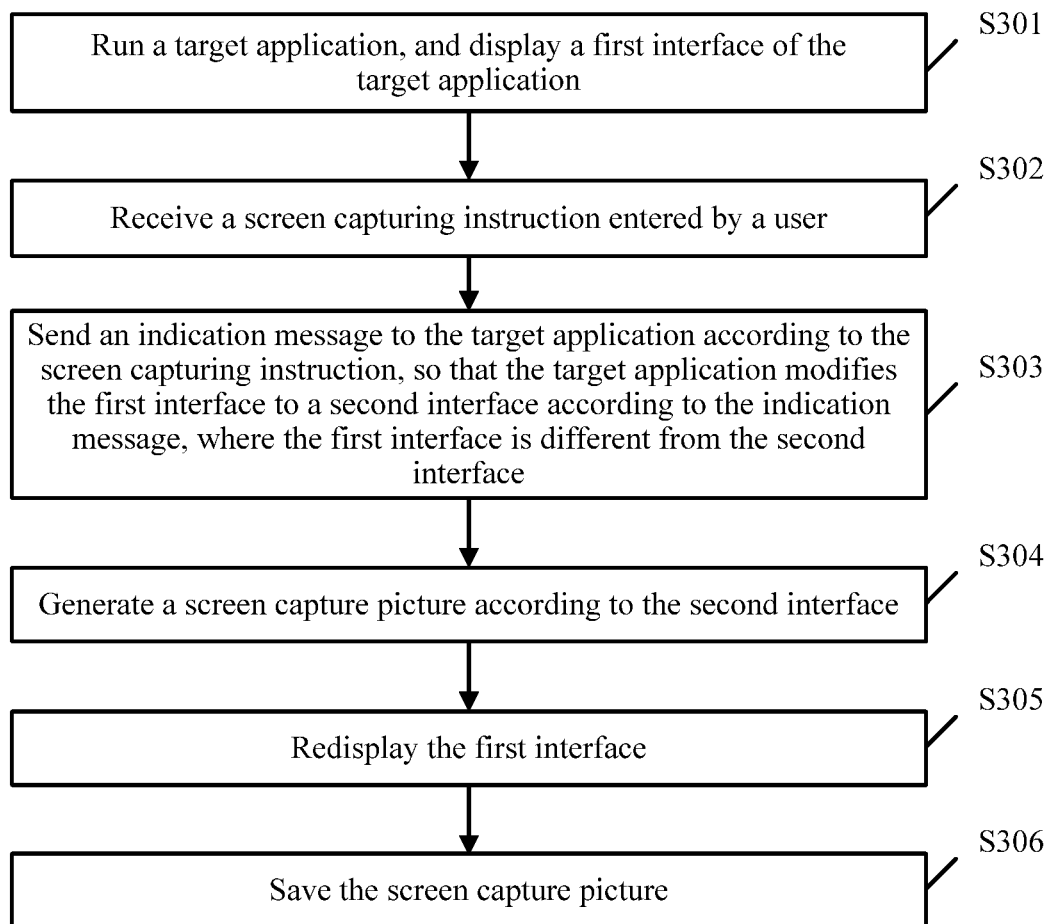 S301
Run a target application, and display a first interface of the
target application
S302
Receive a screen capturing instruction entered by a user
S303
Send an indication message to the target application according to the
screen capturing instruction, so that the target application modifies
the first interface to a second interface according to the indication
message, where the first interface is different from the second
interface
S304
Generate a screen capture picture according to the second interface
S305
Redisplay the first interface
S306
Save the screen capture picture